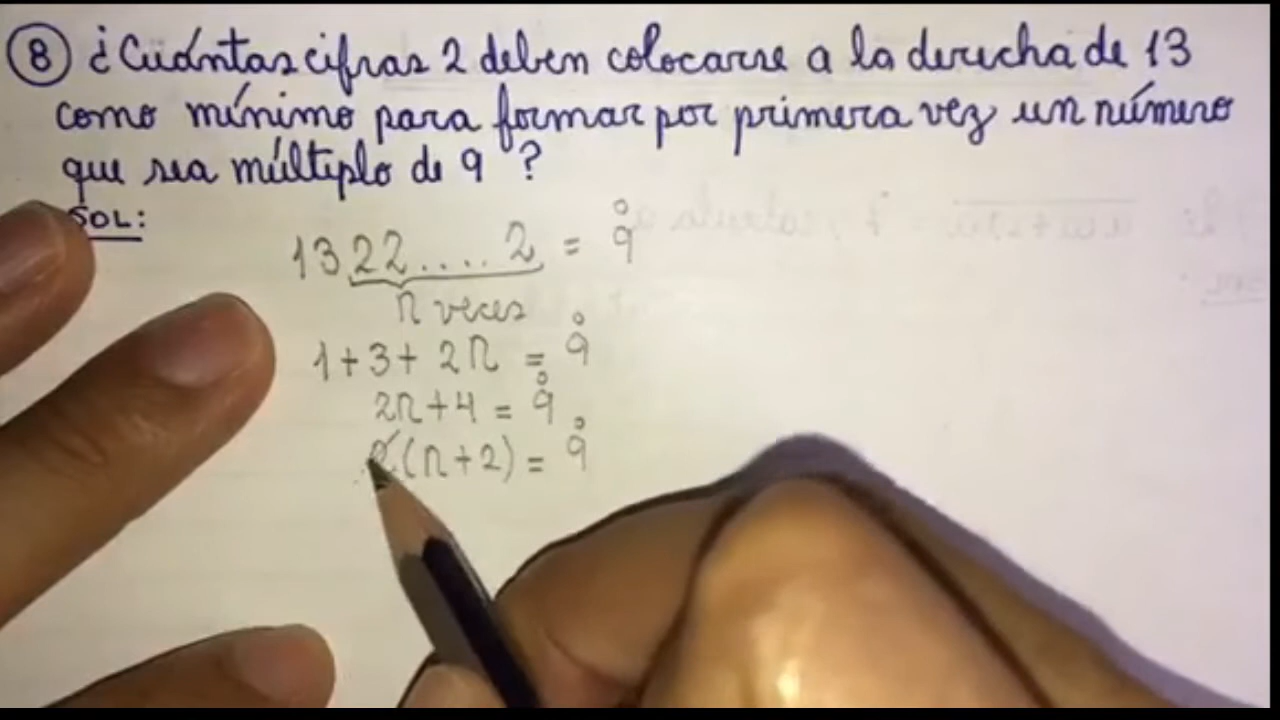 8 ¿Cuántas cifras 2 deben colocarse a la derecha de 13
como mínimo para formar por primera vez un número
que sea múltiplo de 9 ?
SOL:
1322....2 = 9̊
n veces
1+3+2n = 9̊
2n+4 = 9̊
2(n+2) = 9̊